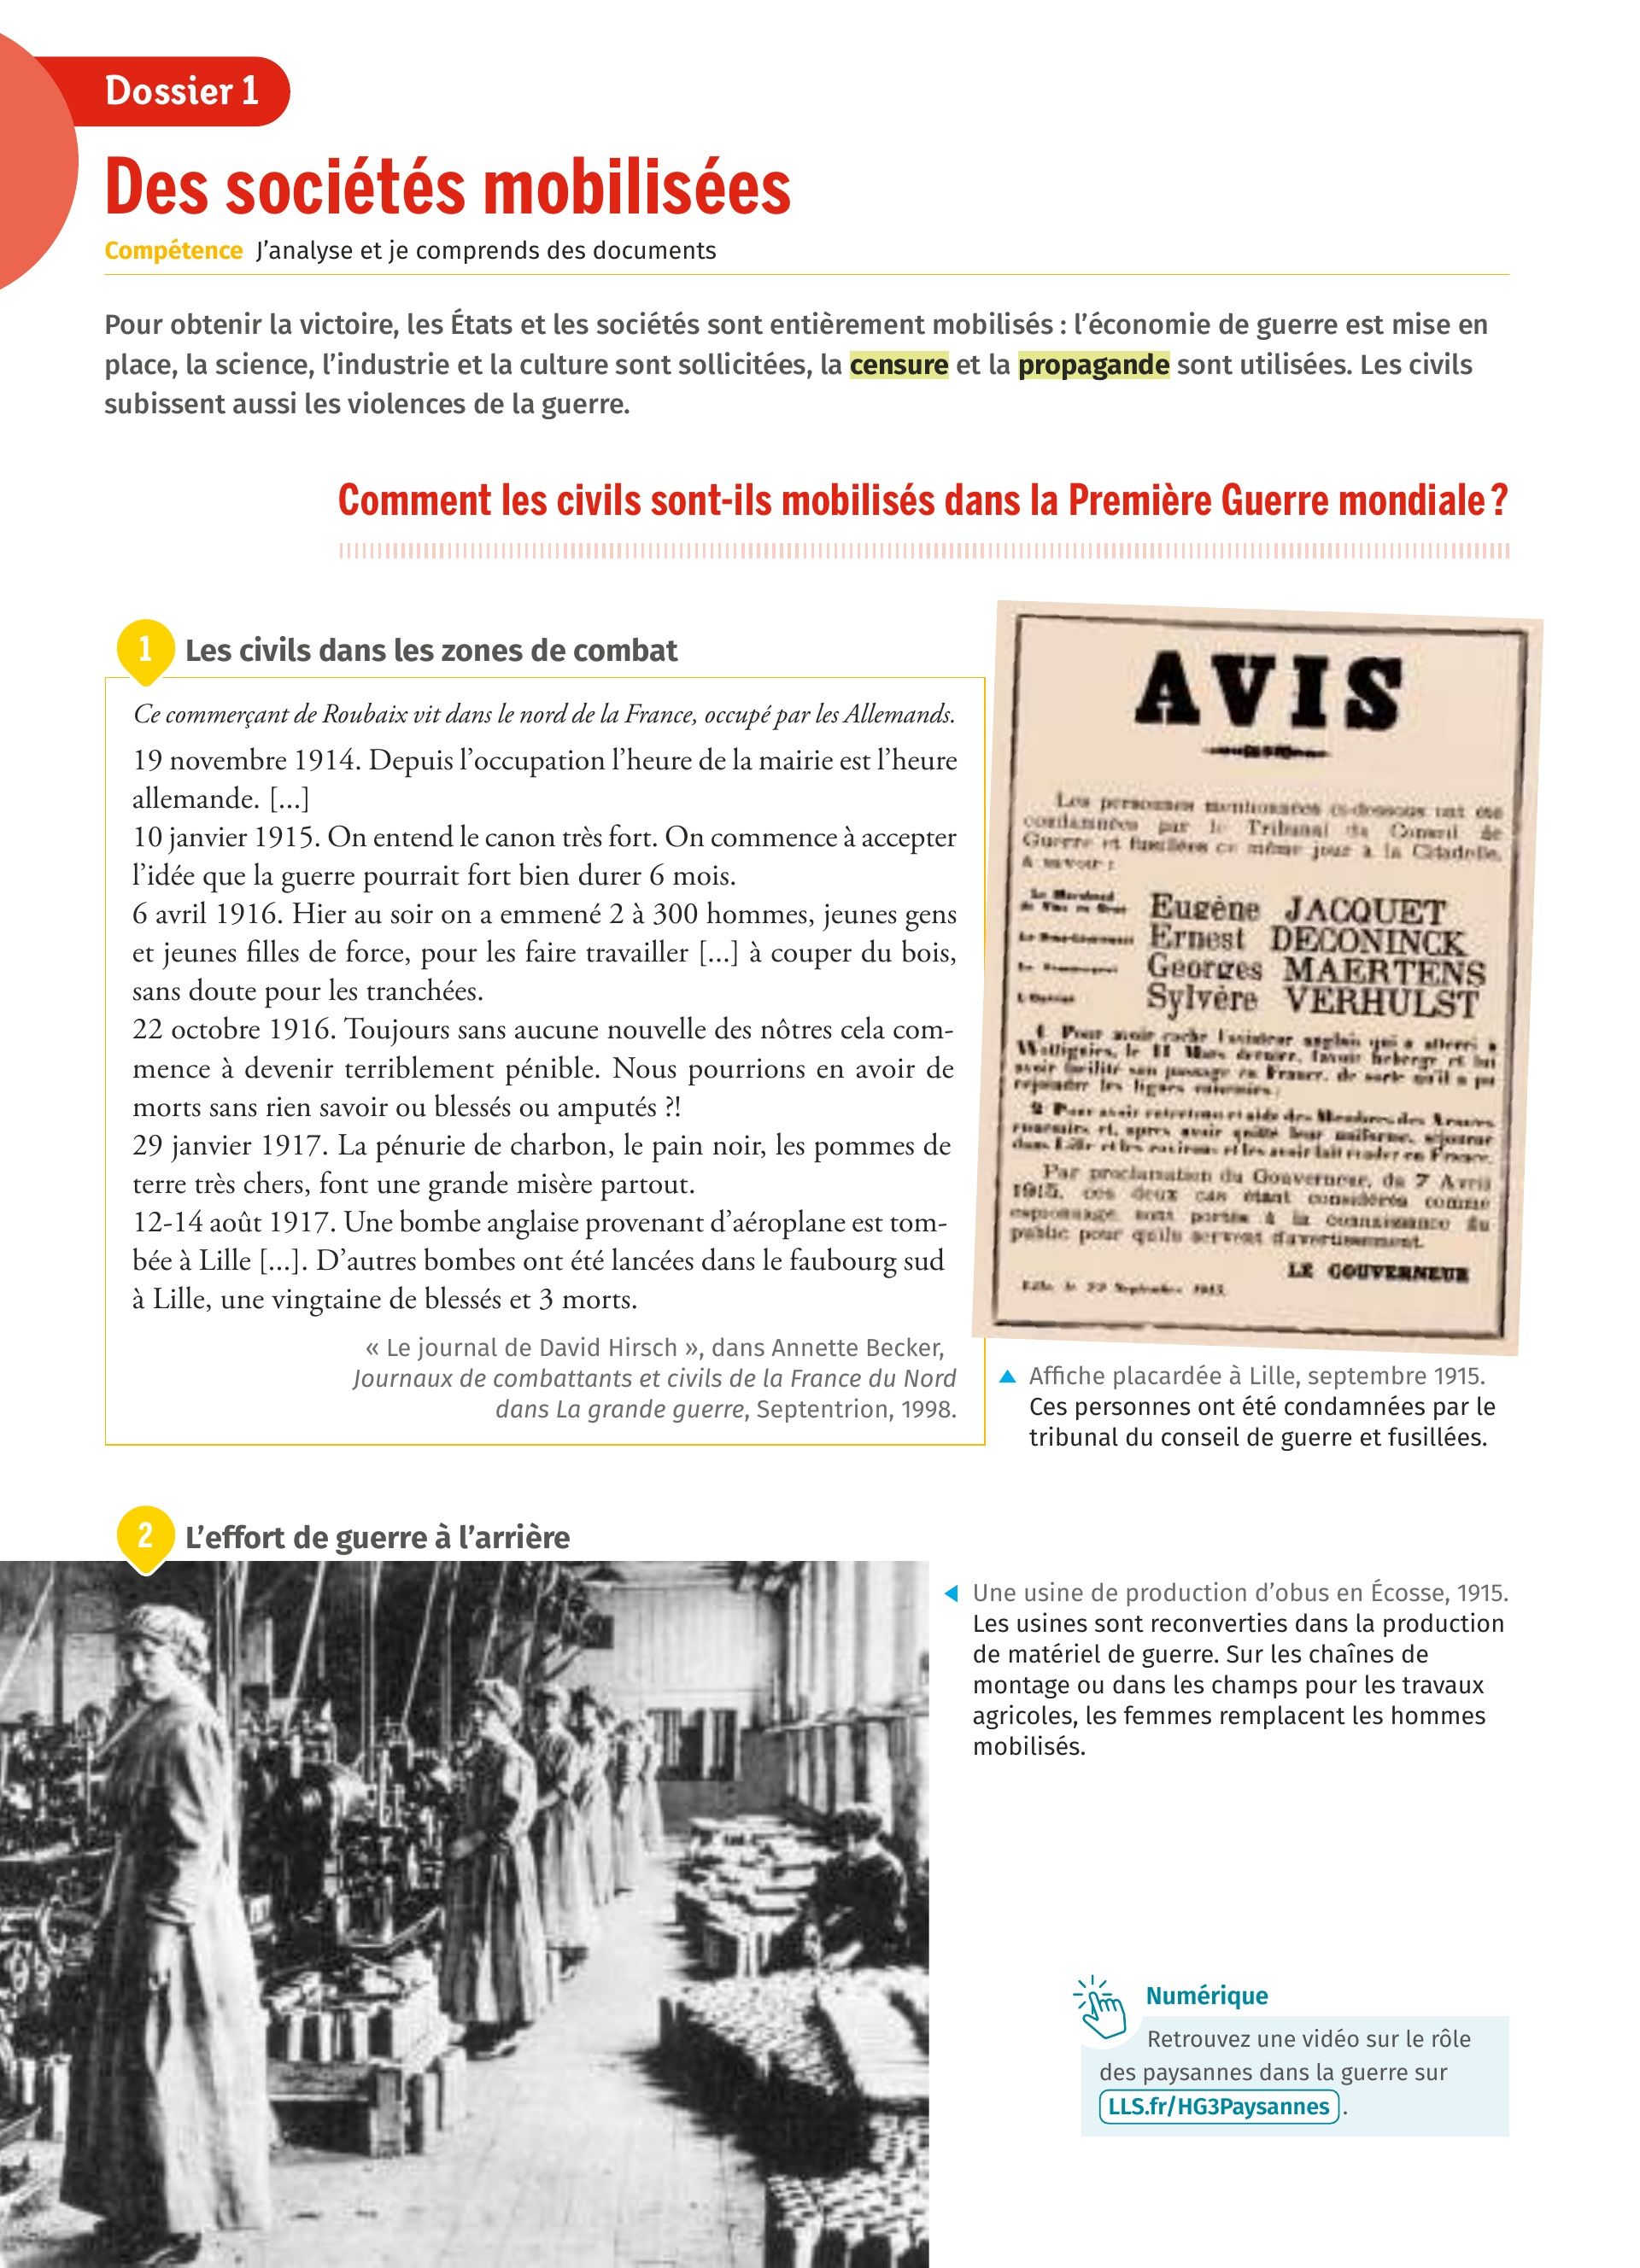 Dossier 1
Des sociétés mobilisées
Compétence J'analyse et je comprends des documents
Pour obtenir la victoire, les États et les sociétés sont entièrement mobilisés : l'économie de guerre est mise en
place, la science, l'industrie et la culture sont sollicitées, la censure et la propagande sont utilisées. Les civils
subissent aussi les violences de la guerre.
Comment les civils sont-ils mobilisés dans la Première Guerre mondiale ?
1 Les civils dans les zones de combat
Ce commerçant de Roubaix vit dans le nord de la France, occupé par les Allemands.
19 novembre 1914. Depuis l'occupation l'heure de la mairie est l'heure
allemande. [...]
10 janvier 1915. On entend le canon très fort. On commence à accepter
l'idée que la guerre pourrait fort bien durer 6 mois.
6 avril 1916. Hier au soir on a emmené 2 à 300 hommes, jeunes gens
et jeunes filles de force, pour les faire travailler [...] à couper du bois,
sans doute pour les tranchées.
22 octobre 1916. Toujours sans aucune nouvelle des nôtres cela com-
mence à devenir terriblement pénible. Nous pourrions en avoir de
morts sans rien savoir ou blessés ou amputés ?!
29 janvier 1917. La pénurie de charbon, le pain noir, les pommes de
terre très chers, font une grande misère partout.
12-14 août 1917. Une bombe anglaise provenant d'aéroplane est tom-
bée à Lille [...]. D'autres bombes ont été lancées dans le faubourg sud
à Lille, une vingtaine de blessés et 3 morts.
« Le journal de David Hirsch », dans Annette Becker,
Journaux de combattants et civils de la France du Nord
dans La grande guerre, Septentrion, 1998.
AVIS
Les personnes mentionnées ci-dessous ont été
condamnées par le Tribunal du Conseil de
Guerre et fusillées ce même jour à la Citadelle,
à savoir :
Eugène JACQUET
Ernest DECONINCK
Georges MAERTENS
Sylvère VERHULST
1 Pour avoir caché l'aviateur anglais qui a atterri à
Wattignies, le 11 Mars dernier, l'avoir hébergé et lui
avoir facilité son passage en France, de sorte qu'il a pu
rejoindre les lignes ennemies ;
2 Pour avoir entretenu et aidé des Membres des Armées
ennemies et, après avoir quitté leur uniforme, séjourné
dans Lille et les environs et les avoir fait évader en France.
Par proclamation du Gouverneur, du 7 Avril
1915, ces deux cas étant considérés comme
espionnage, sont portés à la connaissance du
public pour qu'ils servent d'avertissement.
LE GOUVERNEUR
Lille, le 22 Septembre 1915.
Affiche placardée à Lille, septembre 1915.
Ces personnes ont été condamnées par le
tribunal du conseil de guerre et fusillées.
2 L'effort de guerre à l'arrière
Une usine de production d'obus en Écosse, 1915.
Les usines sont reconverties dans la production
de matériel de guerre. Sur les chaînes de
montage ou dans les champs pour les travaux
agricoles, les femmes remplacent les hommes
mobilisés.
Numérique
Retrouvez une vidéo sur le rôle
des paysannes dans la guerre sur
LLS.fr/HG3Paysannes .